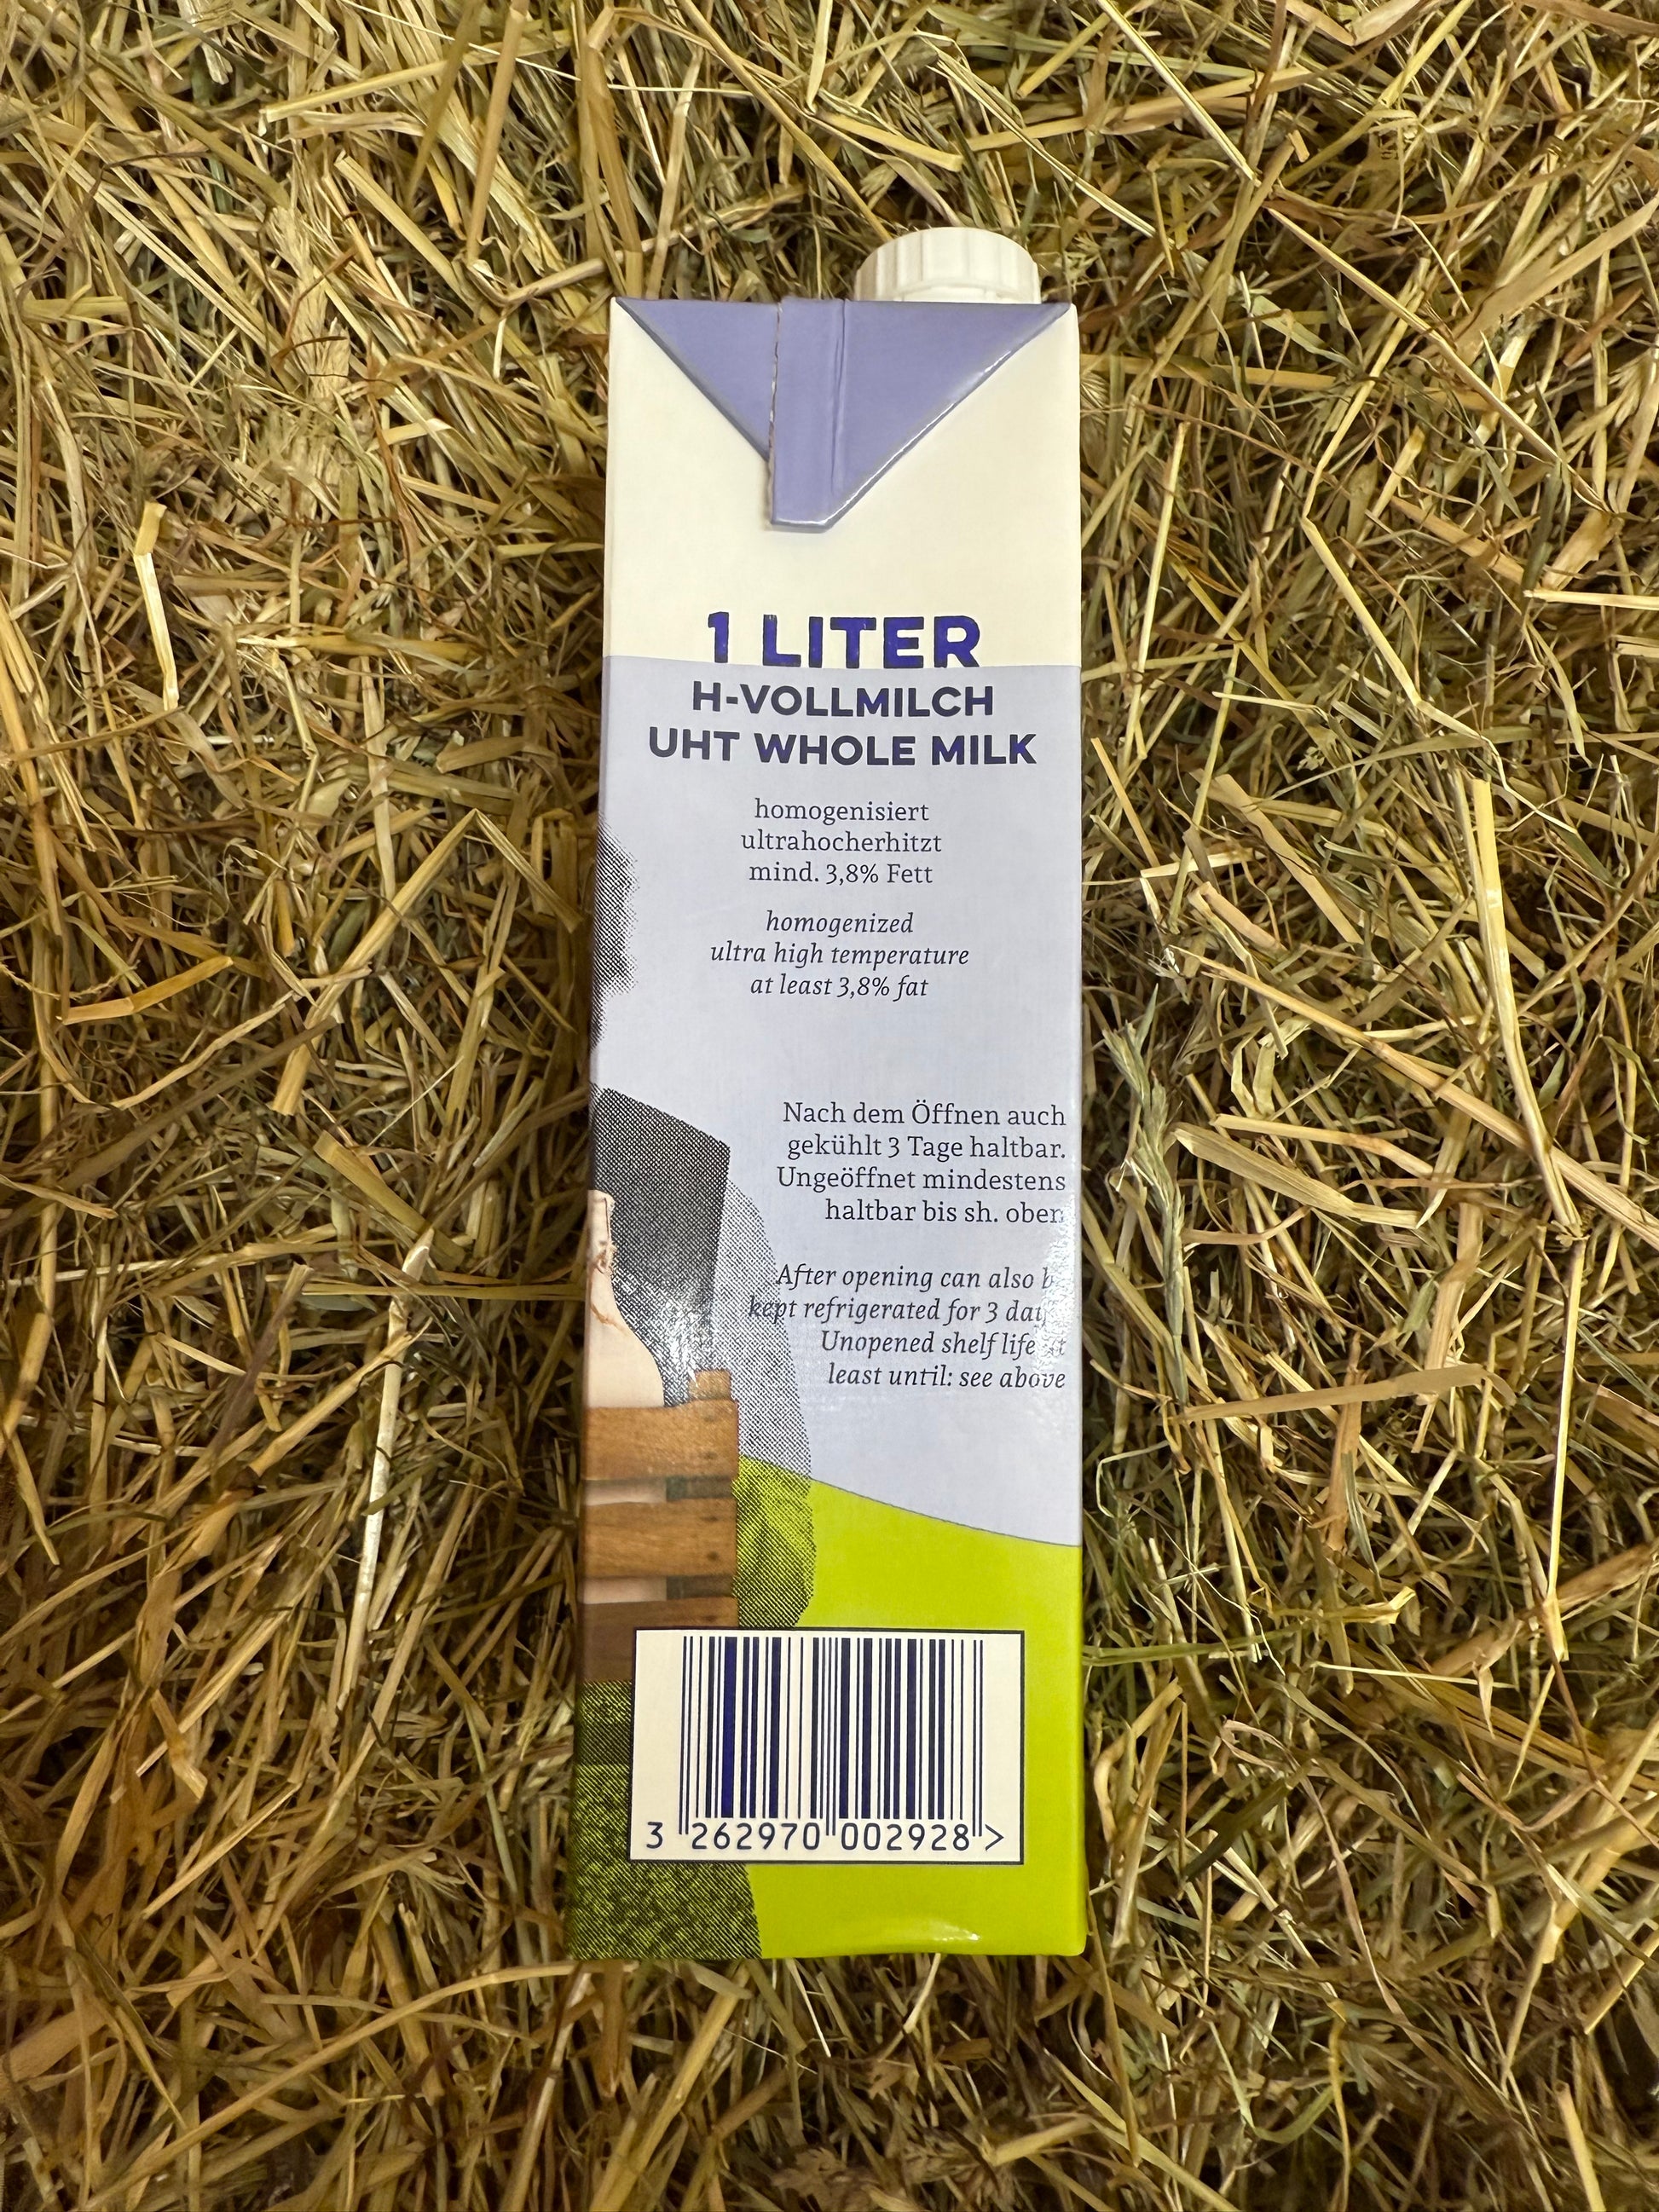 1 LITER
H-VOLLMILCH
UHT WHOLE MILK
homogenisiert
ultrahocherhitzt
mind. 3,8% Fett
homogenized
ultra high temperature
at least 3,8% fat
Nach dem Öffnen auch
gekühlt 3 Tage haltbar.
Ungeöffnet mindestens
haltbar bis sh. oben
After opening can also
kept refrigerated for 3
Unopened shelf life
least until: see above
3 262970 002928 >